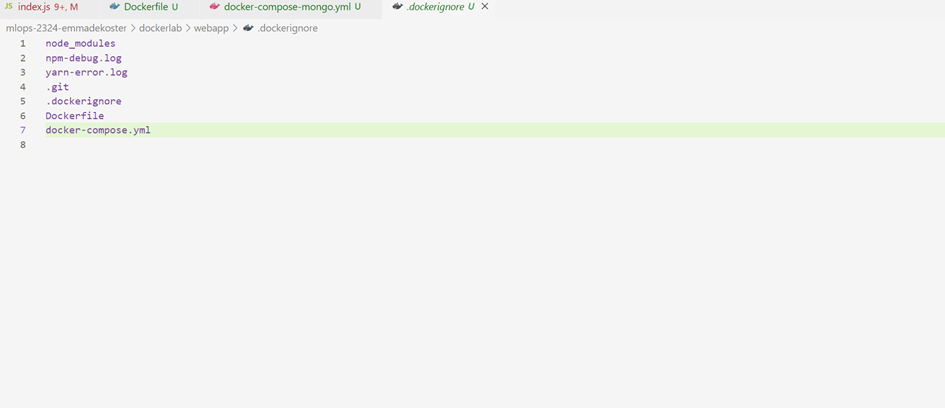 JS index.js 9+, M Dockerfile U docker-compose-mongo.yml U .dockerignore U
mlops-2324-emmadekoster > dockerlab > webapp > .dockerignore
1 node_modules
2 npm-debug.log
3 yarn-error.log
4 .git
5 .dockerignore
6 Dockerfile
7 docker-compose.yml
8